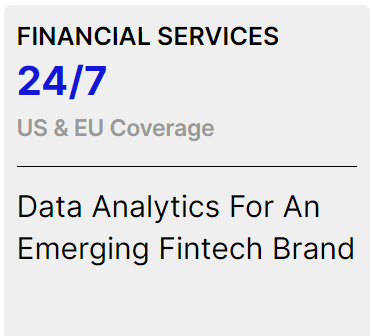 FINANCIAL SERVICES
24/7
US & EU Coverage
Data Analytics For An
Emerging Fintech Brand